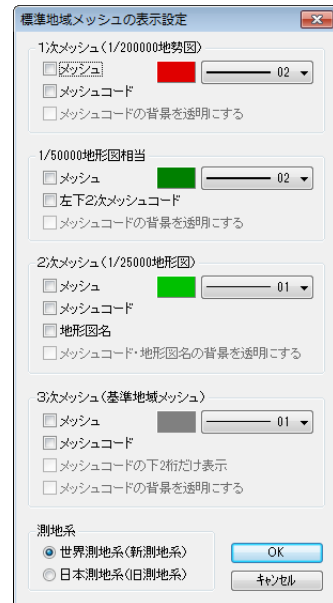 標準地域メッシュの表示設定
1次メッシュ(1/200000地勢図)
メッシュ 02
メッシュコード
メッシュコードの背景を透明にする
1/50000地形図相当
メッシュ 02
左下2次メッシュコード
メッシュコードの背景を透明にする
2次メッシュ(1/25000地形図)
メッシュ 01
メッシュコード
地形図名
メッシュコード・地形図名の背景を透明にする
3次メッシュ(基準地域メッシュ)
メッシュ 01
メッシュコード
メッシュコードの下2桁だけ表示
メッシュコードの背景を透明にする
測地系
世界測地系(新測地系) OK
日本測地系(旧測地系) キャンセル